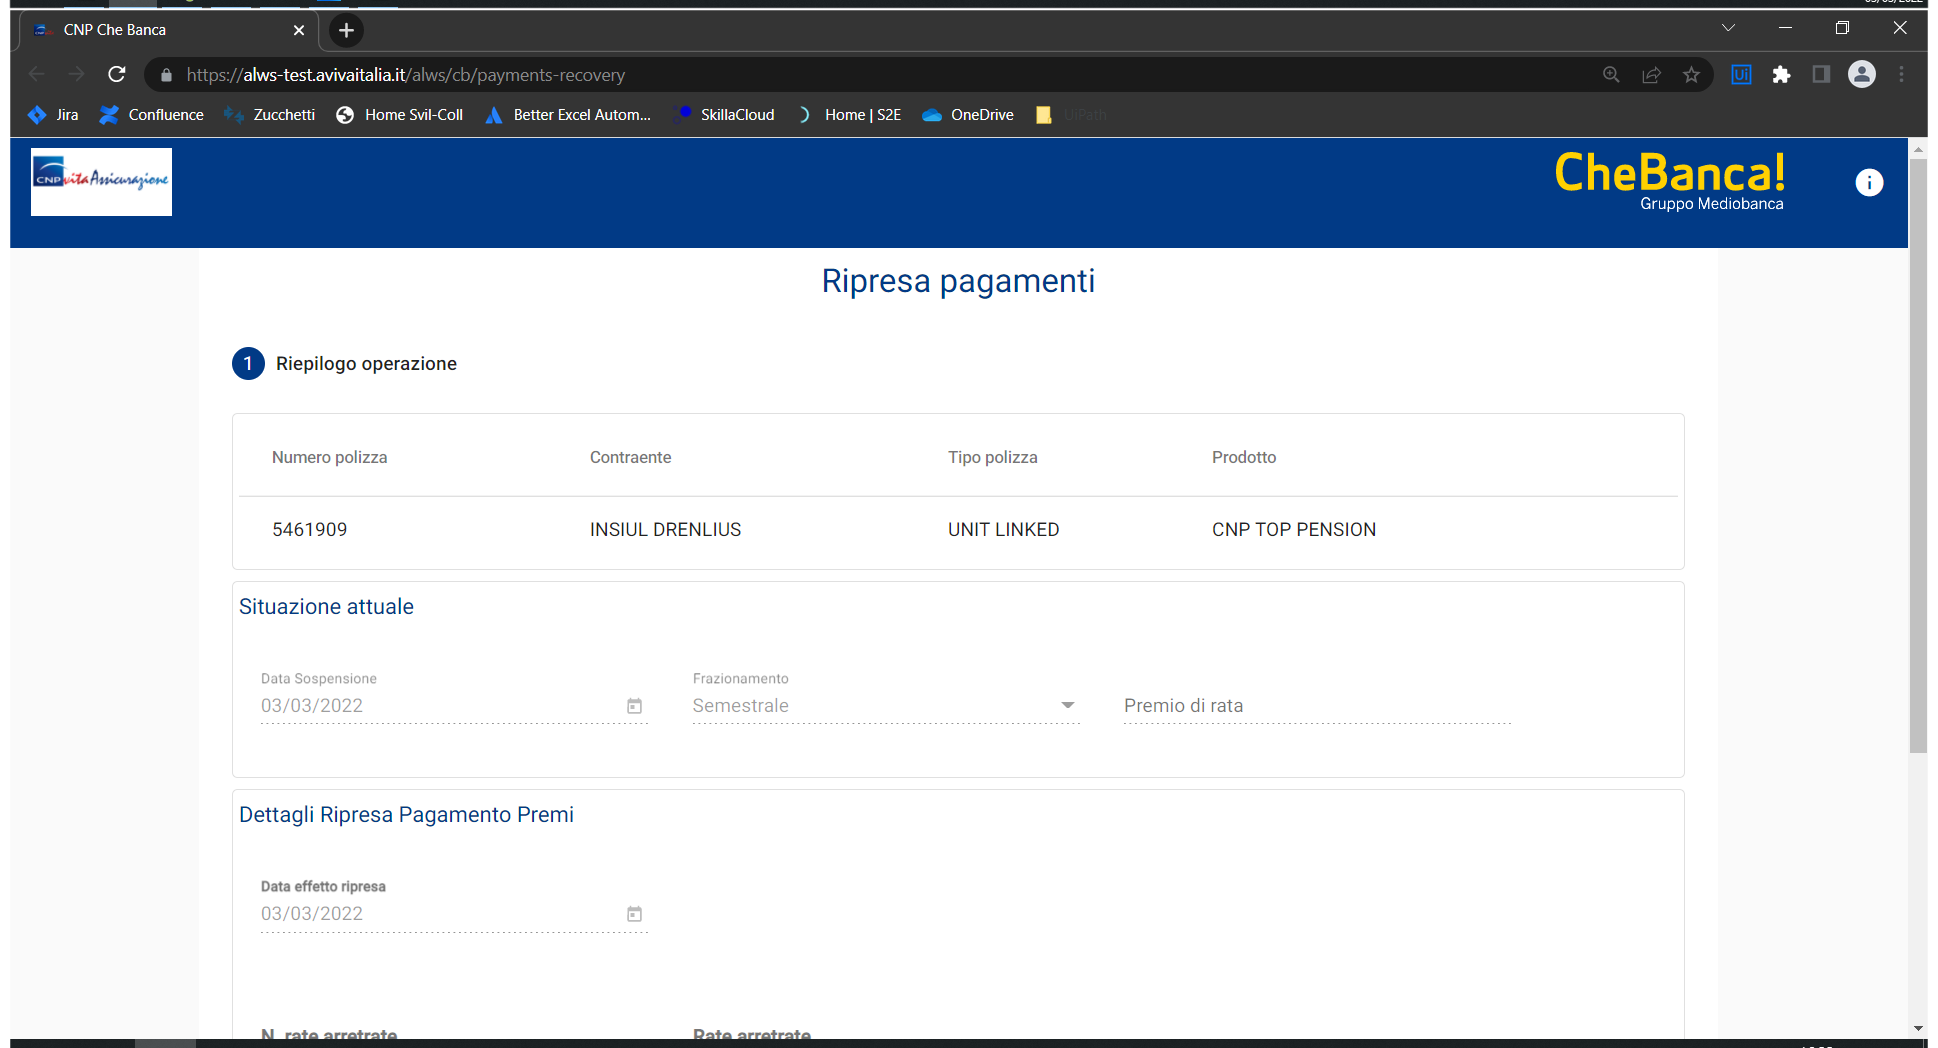 CNP Che Banca
https://alws-test.avivaitalia.it/alws/cb/payments-recovery
Ui
Jira Confluence Zucchetti Home Svil-Coll Better Excel Autom... SkillaCloud Home | S2E OneDrive UiPath
CNP vita Assicurazione
CheBanca!
Gruppo Mediobanca
i
Ripresa pagamenti
1 Riepilogo operazione
Numero polizza Contraente Tipo polizza Prodotto
5461909 INSIUL DRENLIUS UNIT LINKED CNP TOP PENSION
Situazione attuale
Data Sospensione Frazionamento
03/03/2022 Semestrale Premio di rata
Dettagli Ripresa Pagamento Premi
Data effetto ripresa
03/03/2022
N. rate arretrate Rate arretrate